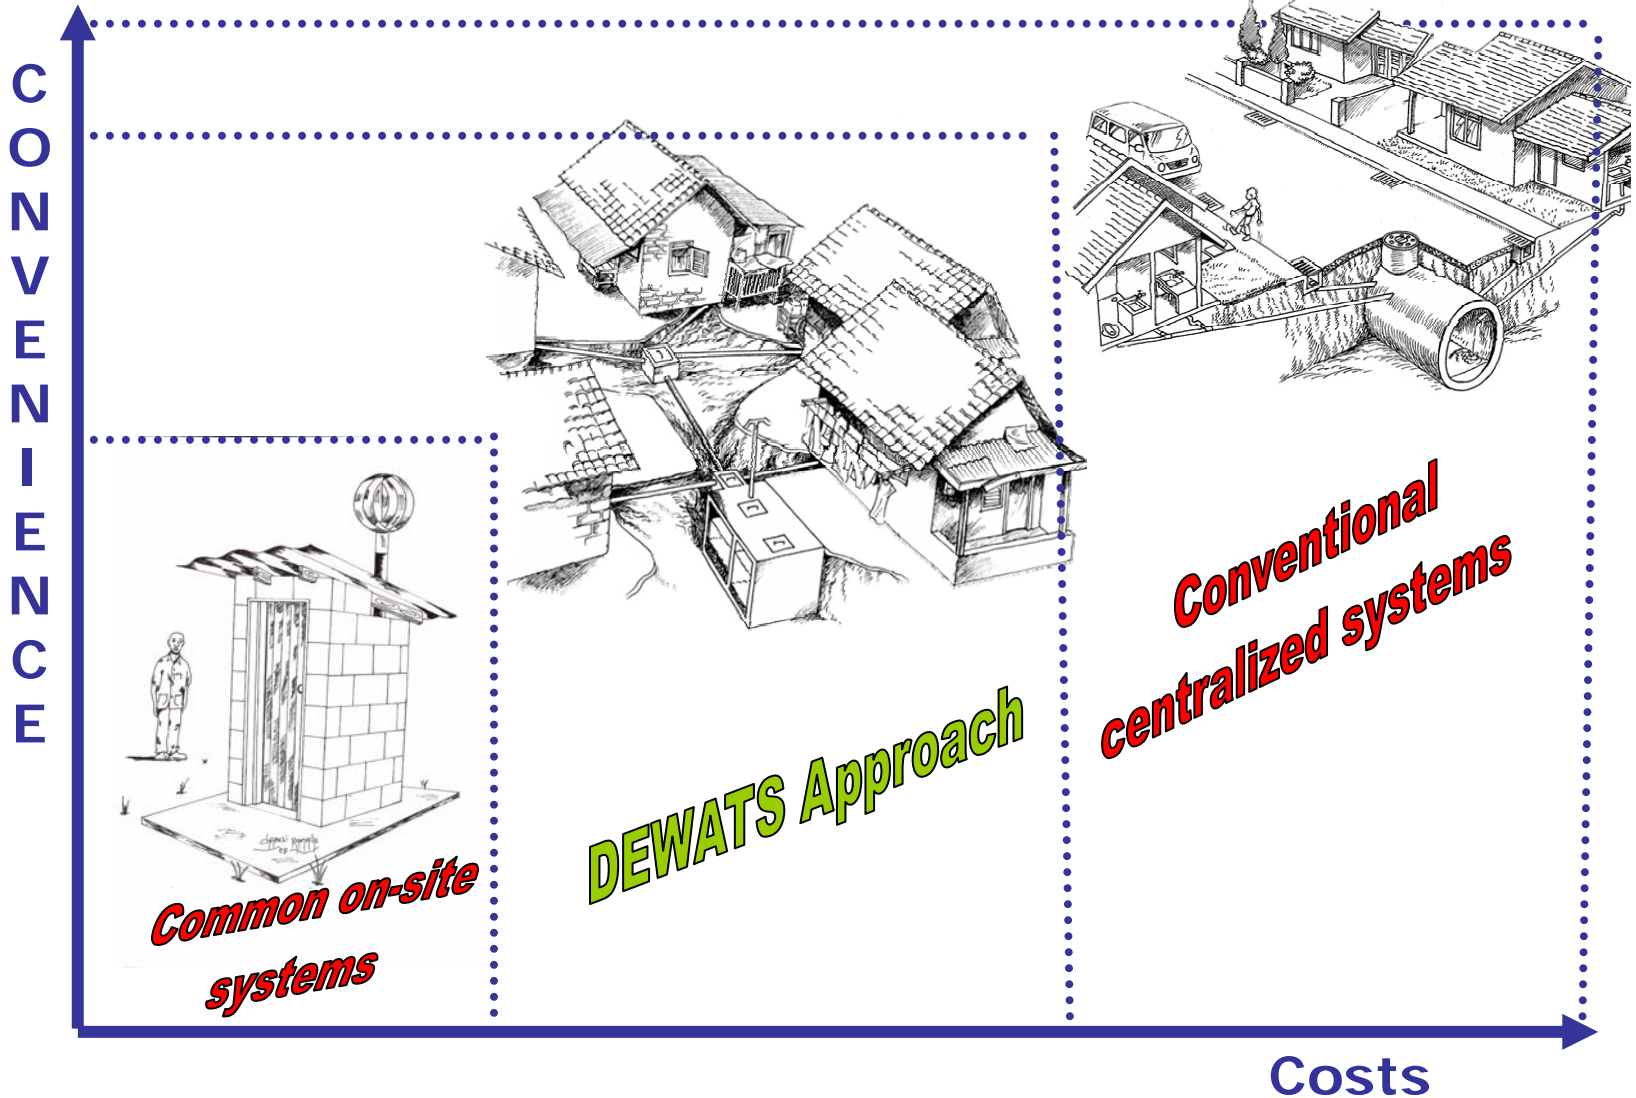 CONVENIENCE
Conventional
centralized systems
DEWATS Approach
Common on-site
systems
Costs